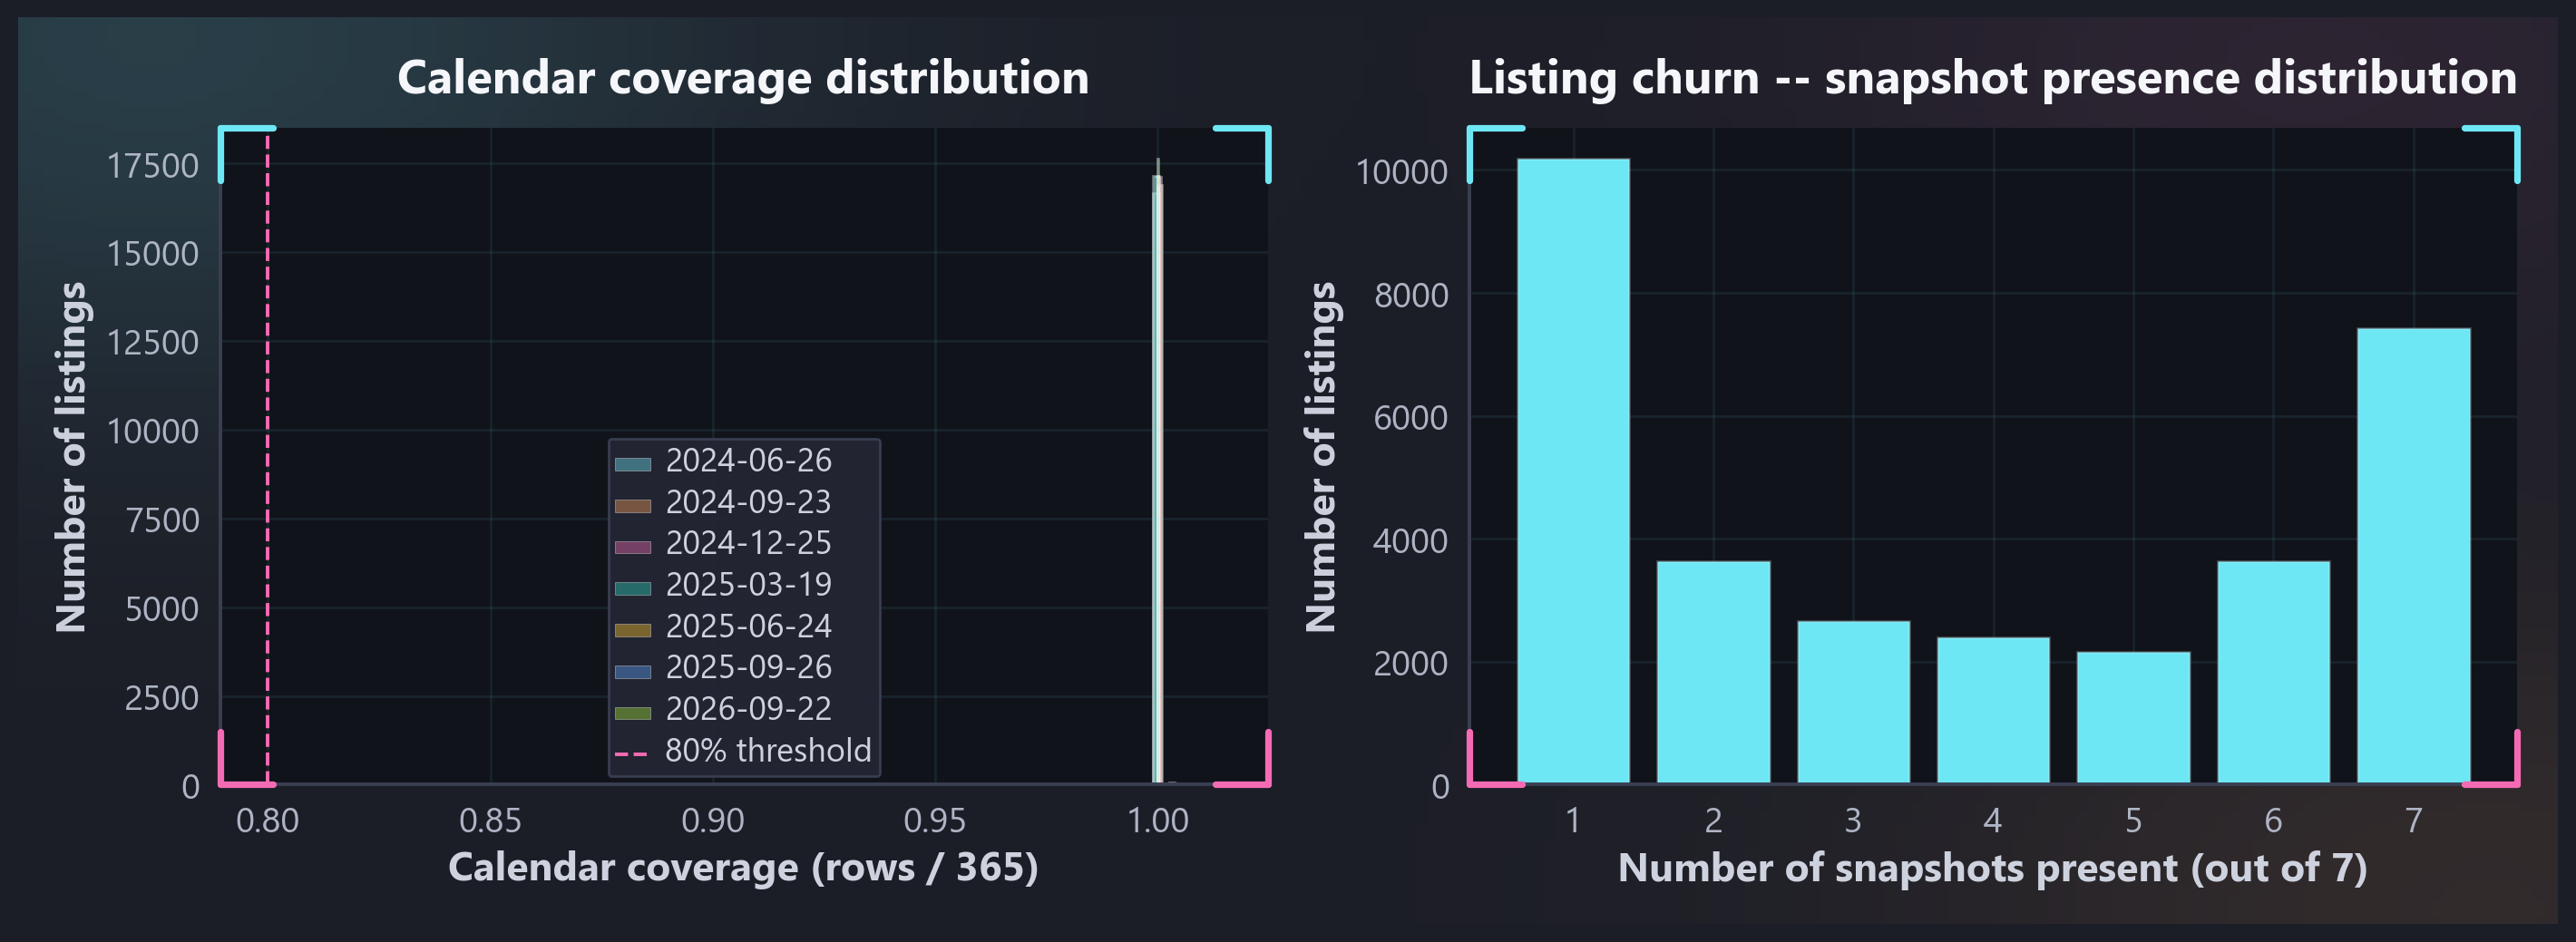 Calendar coverage distribution
Number of listings
17500
15000
12500
10000
7500
5000
2500
0
2024-06-26
2024-09-23
2024-12-25
2025-03-19
2025-06-24
2025-09-26
2026-09-22
80% threshold
0.80 0.85 0.90 0.95 1.00
Calendar coverage (rows / 365)
Listing churn -- snapshot presence distribution
Number of listings
10000
8000
6000
4000
2000
0
1 2 3 4 5 6 7
Number of snapshots present (out of 7)